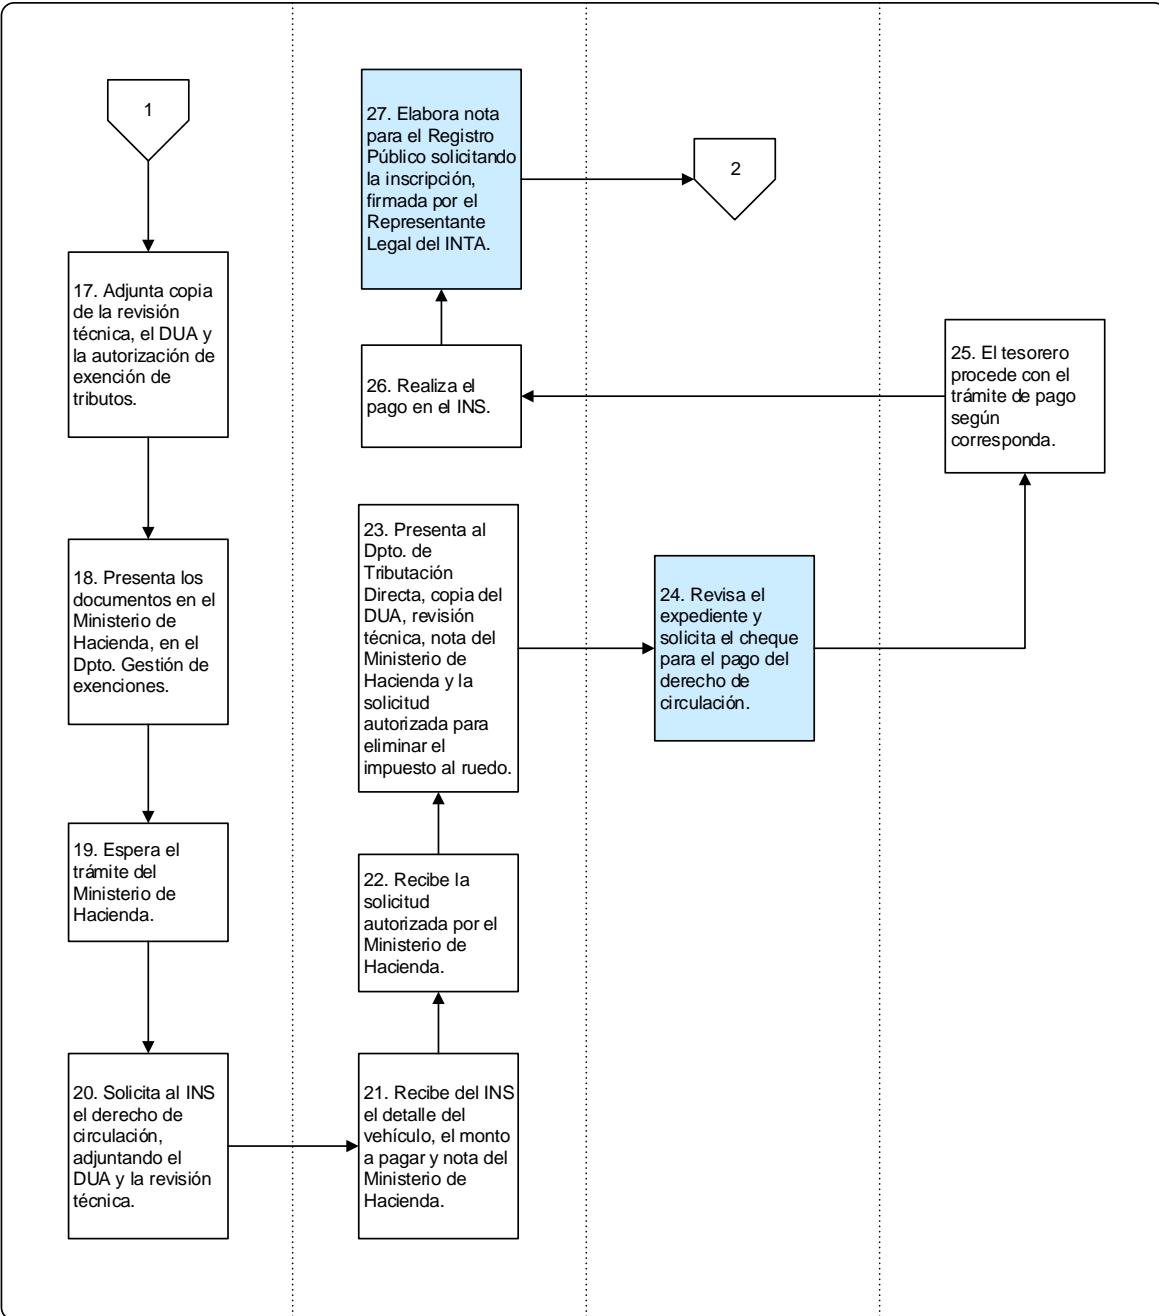 1
17. Adjunta copia
de la revisión
técnica, el DUA y
la autorización de
exención de
tributos.
18. Presenta los
documentos en el
Ministerio de
Hacienda, en el
Dpto. Gestión de
exenciones.
19. Espera el
trámite del
Ministerio de
Hacienda.
20. Solicita al INS
el derecho de
circulación,
adjuntando el
DUA y la revisión
técnica.
21. Recibe del INS
el detalle del
vehículo, el monto
a pagar y nota del
Ministerio de
Hacienda.
22. Recibe la
solicitud
autorizada por el
Ministerio de
Hacienda.
23. Presenta al
Dpto. de
Tributación
Directa, copia del
DUA, revisión
técnica, nota del
Ministerio de
Hacienda y la
solicitud
autorizada para
eliminar el
impuesto al ruedo.
24. Revisa el
expediente y
solicita el cheque
para el pago del
derecho de
circulación.
25. El tesorero
procede con el
trámite de pago
según
corresponda.
26. Realiza el
pago en el INS.
27. Elabora nota
para el Registro
Público solicitando
la inscripción,
firmada por el
Representante
Legal del INTA.
2